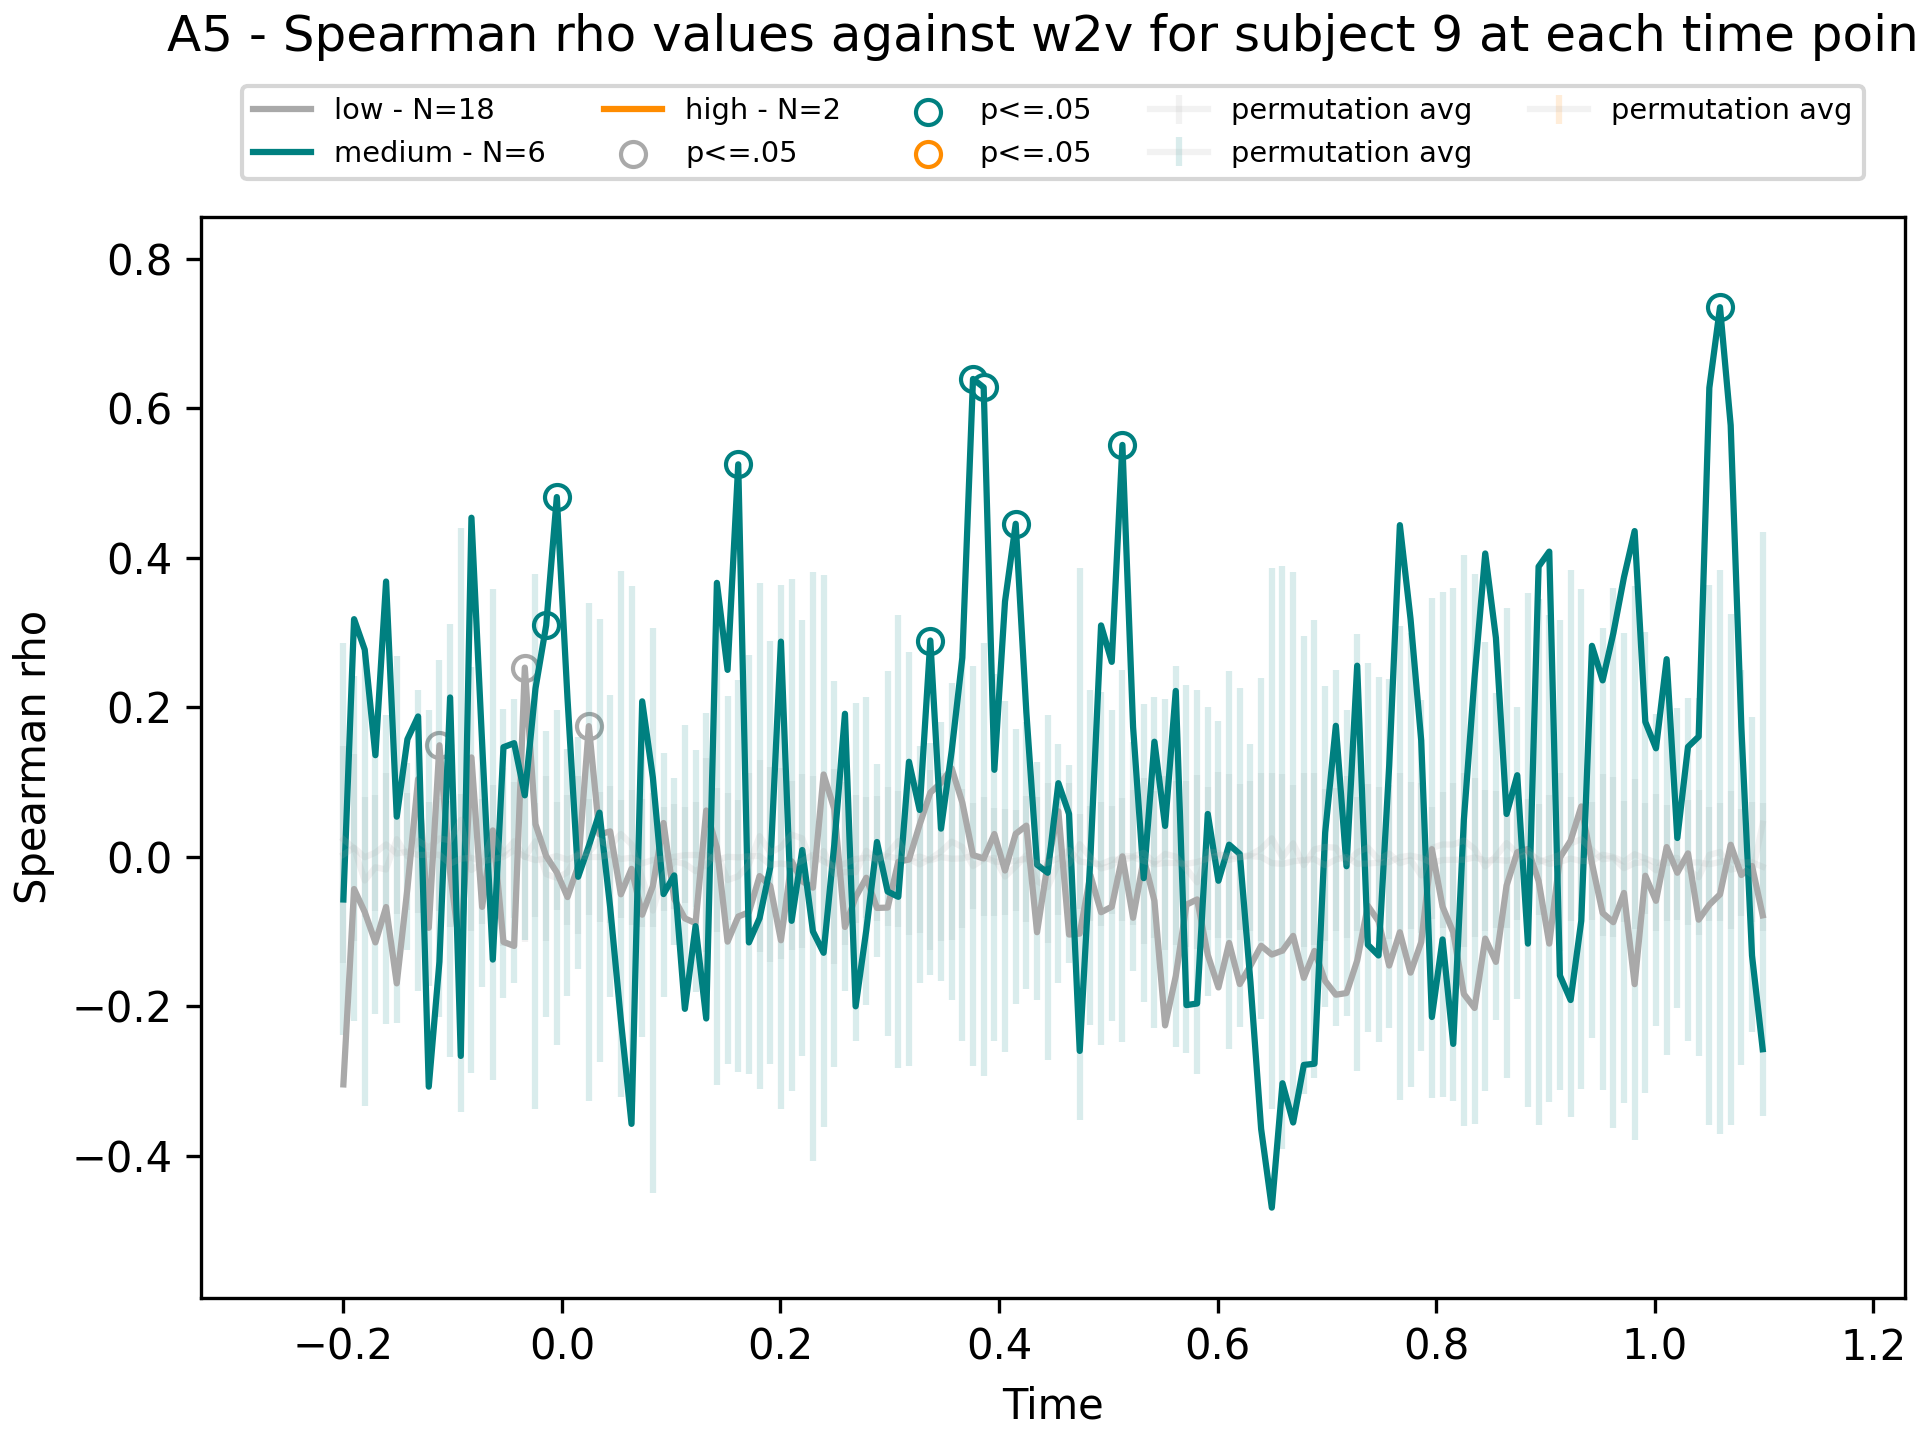 A5 - Spearman rho values against w2v for subject 9 at each time poin
low - N=18
medium - N=6
high - N=2
p<=.05
p<=.05
p<=.05
permutation avg
permutation avg
permutation avg
Spearman rho
0.8
0.6
0.4
0.2
0.0
−0.2
−0.4
−0.2 0.0 0.2 0.4 0.6 0.8 1.0 1.2
Time